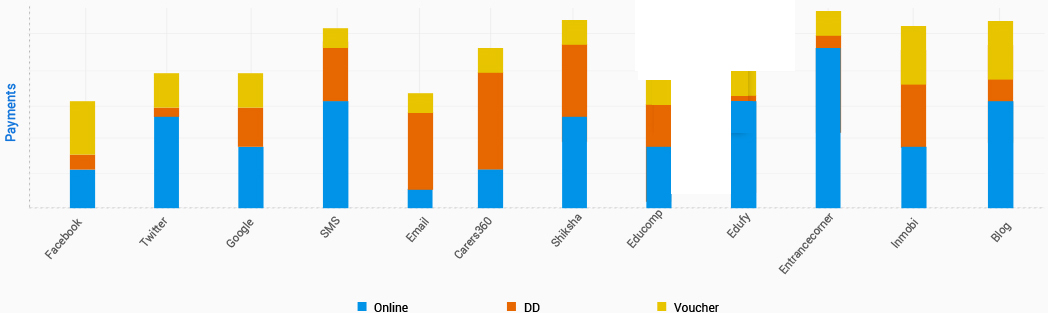 Payments
Facebook
Twitter
Google
SMS
Email
Carers360
Shiksha
Educomp
Edufy
Entrancecorner
Inmobi
Blog
Online
DD
Voucher